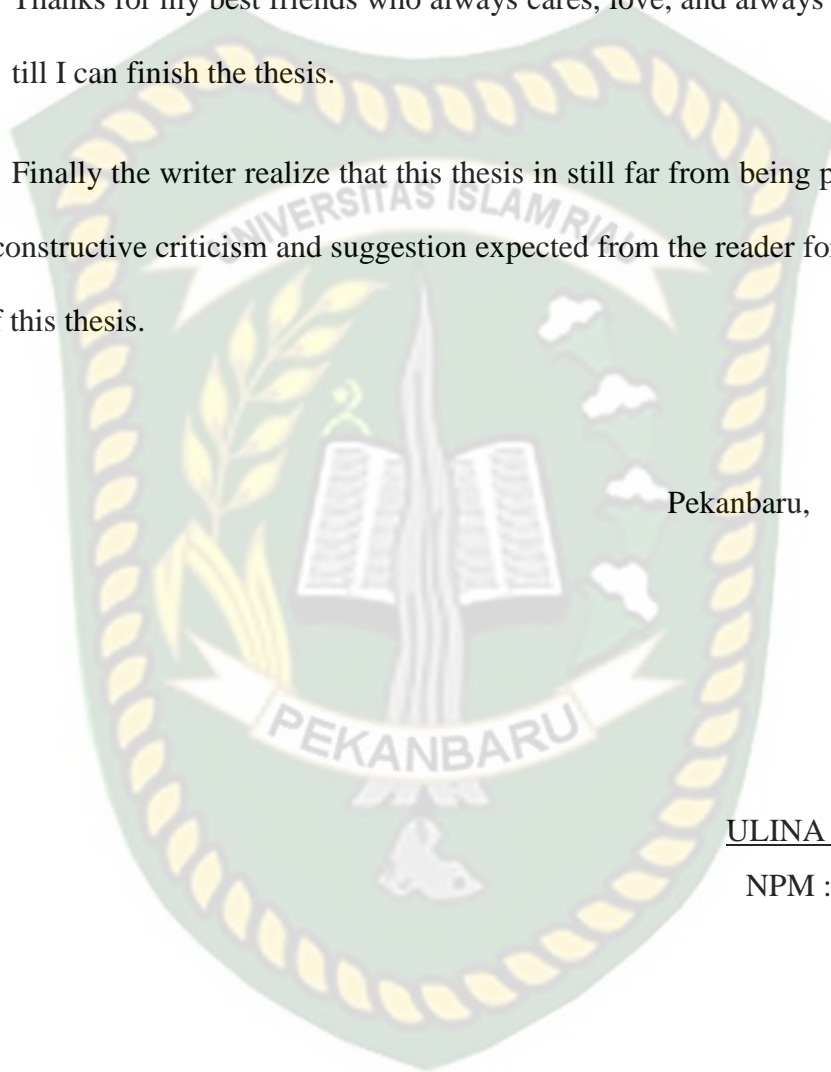 Thanks for my best friends who always cares, love, and always
till I can finish the thesis.
Finally the writer realize that this thesis in still far from being
constructive criticism and suggestion expected from the reader
this thesis.
UNIVERSITAS ISLAM RIAU
Pekanbaru,
PEKANBARU
ULINA
NPM :